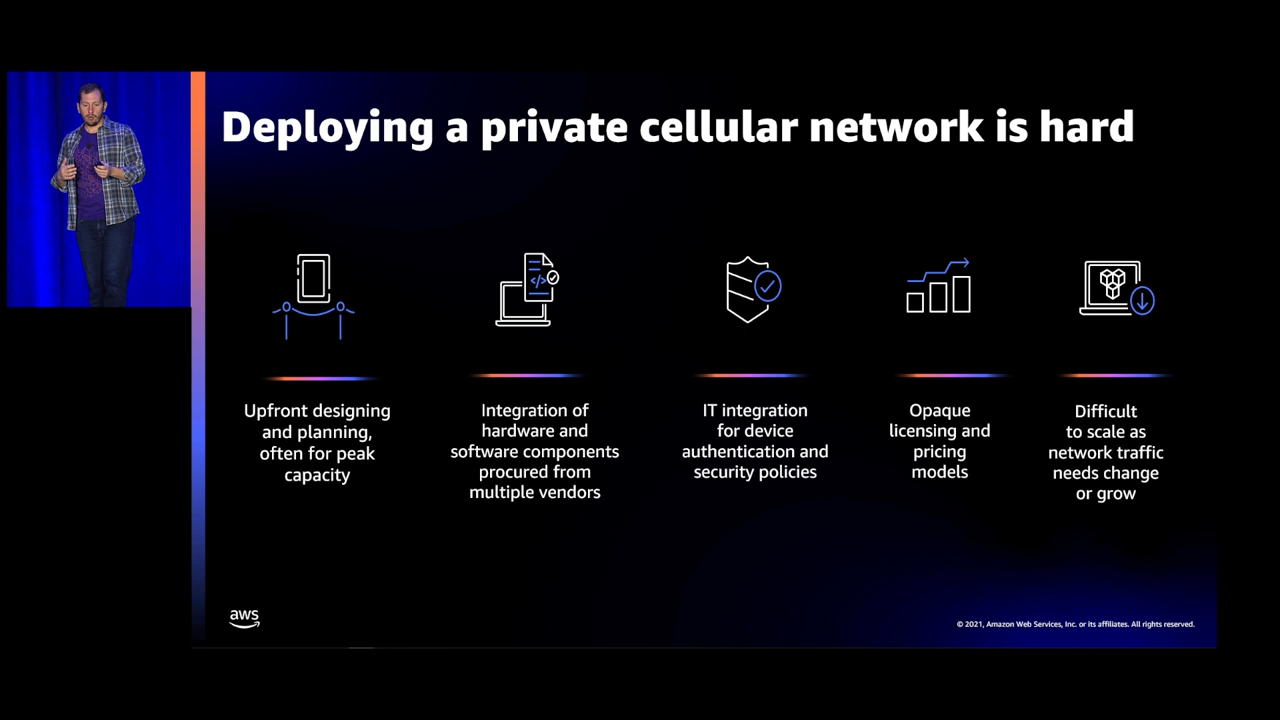 Deploying a private cellular network is hard
</>
Upfront designing
and planning,
often for peak
capacity
Integration of
hardware and
software components
procured from
multiple vendors
IT integration
for device
authentication and
security policies
Opaque
licensing and
pricing
models
Difficult
to scale as
network traffic
needs change
or grow
aws
© 2021, Amazon Web Services, Inc. or its affiliates. All rights reserved.